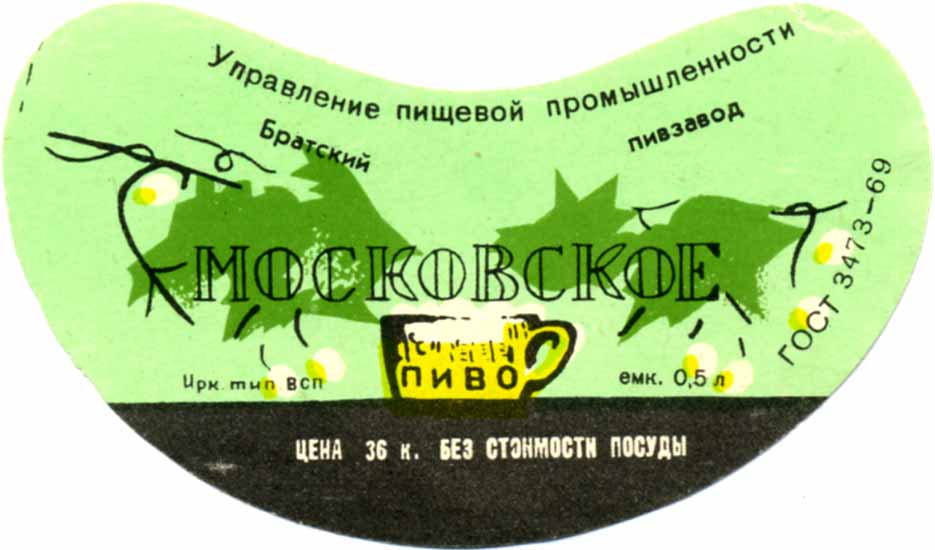 Управление пищевой промышленности
Братский пивзавод
МОСКОВСКОЕ
ПИВО
ГОСТ 3473-69
Ирк. тип ВСП
емк. 0,5 л
ЦЕНА 36 к. БЕЗ СТЭНМОСТИ ПОСУДЫ